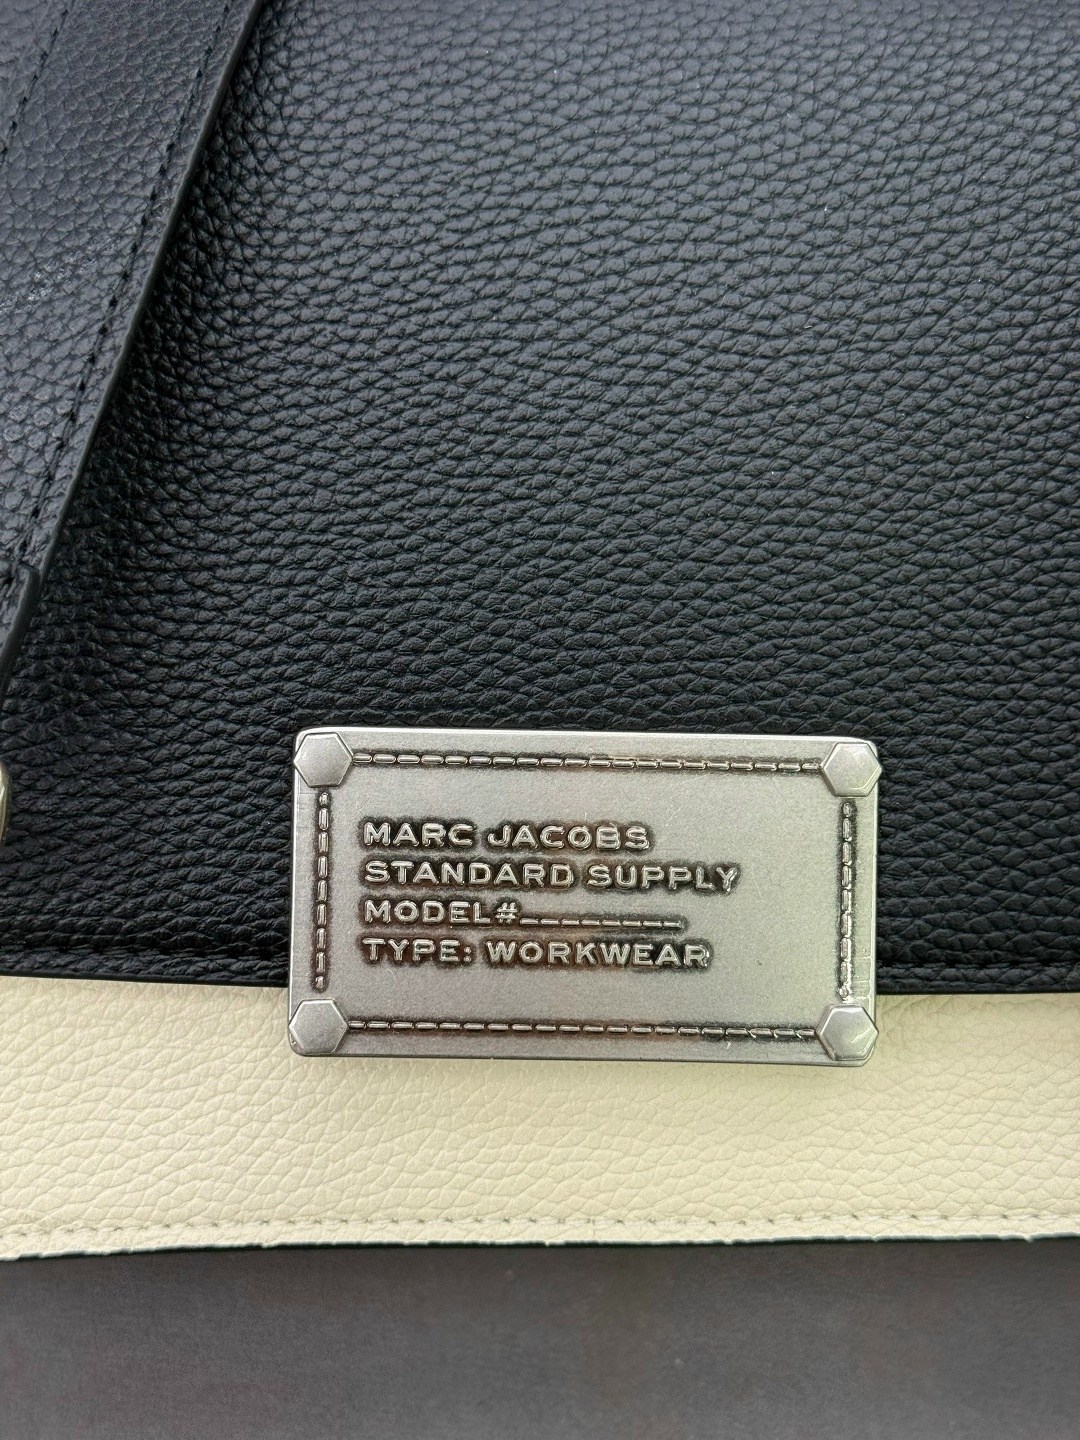 MARC JACOBS
STANDARD SUPPLY
MODEL#________
TYPE: WORKWEAR